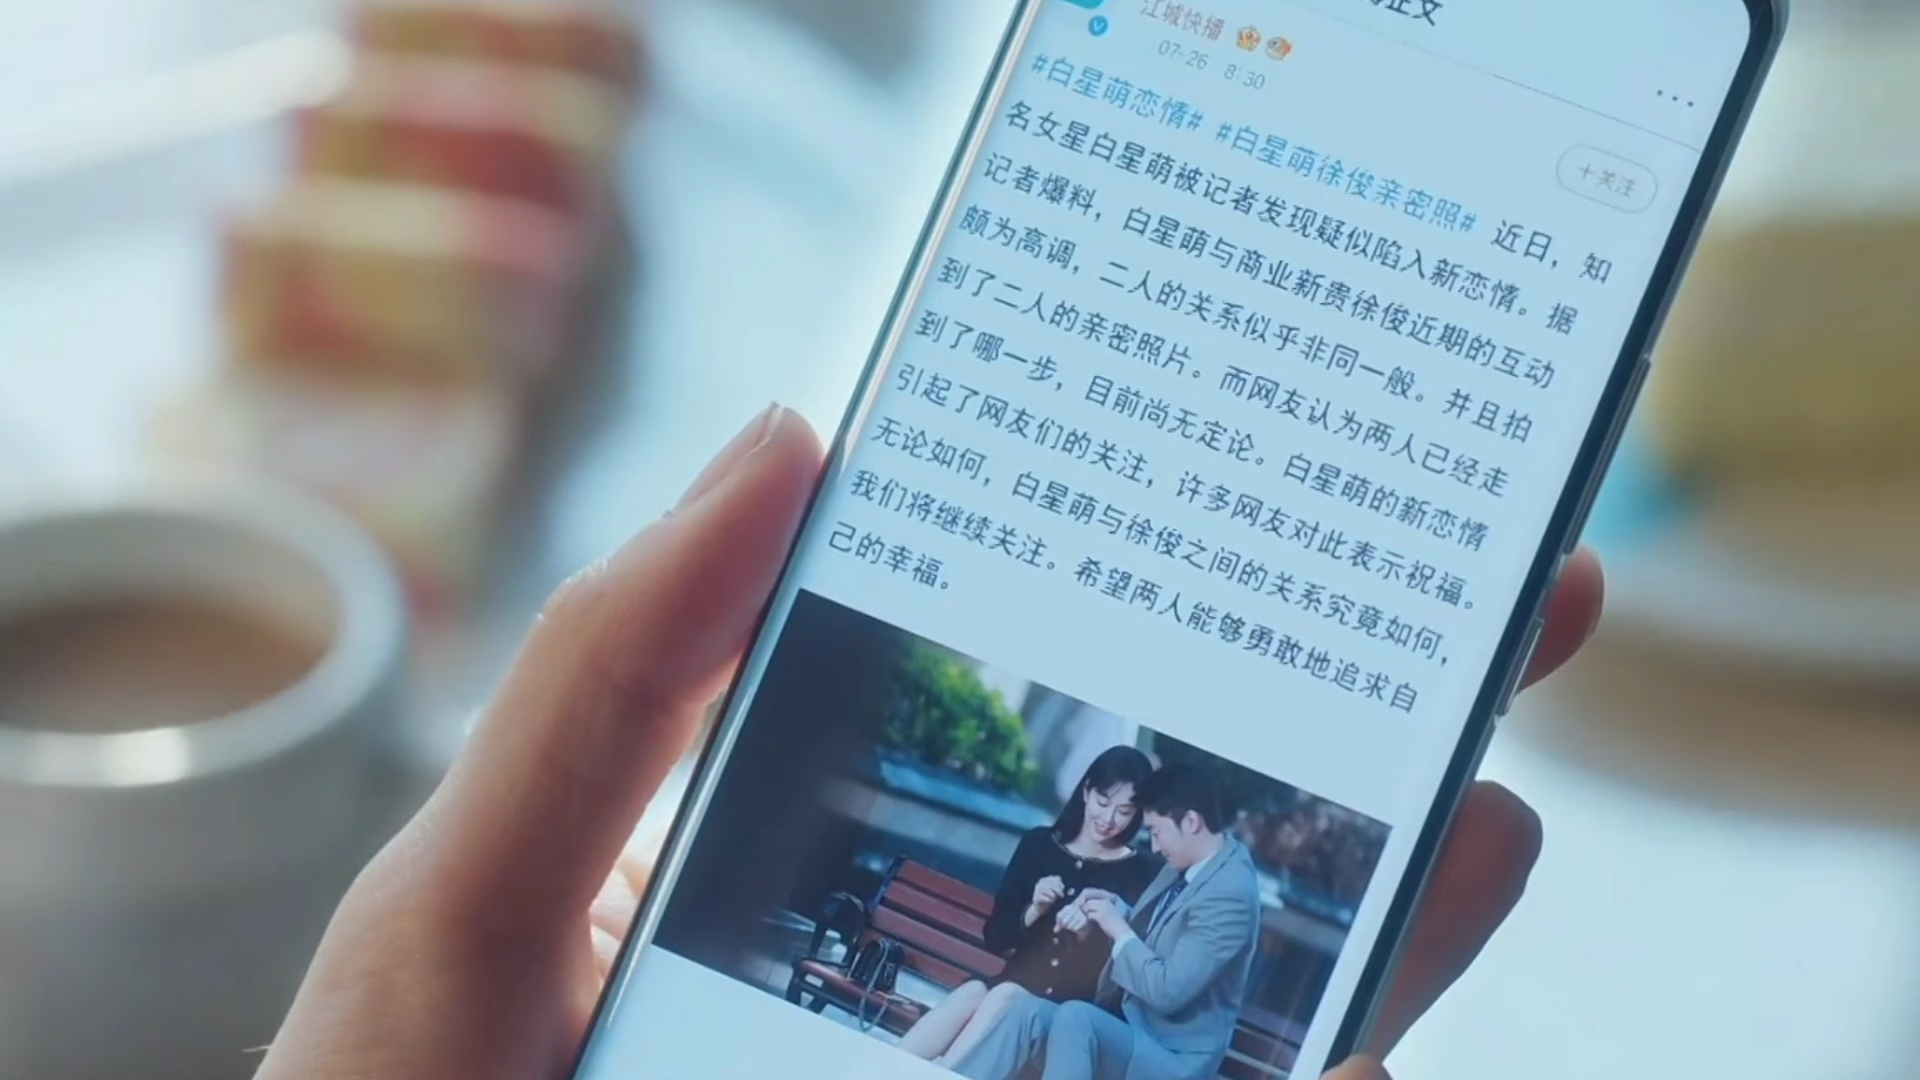 正文
江城快播
07-26 8:30
+关注
#白星萌恋情# #白星萌徐俊亲密照# 近日，知
名女星白星萌被记者发现疑似陷入新恋情。据
记者爆料，白星萌与商业新贵徐俊近期的互动
颇为高调，二人的关系似乎非同一般。并且拍
到了二人的亲密照片。而网友认为两人已经走
到了哪一步，目前尚无定论。白星萌的新恋情
引起了网友们的关注，许多网友对此表示祝福。
无论如何，白星萌与徐俊之间的关系究竟如何，
我们将继续关注。希望两人能够勇敢地追求自
己的幸福。